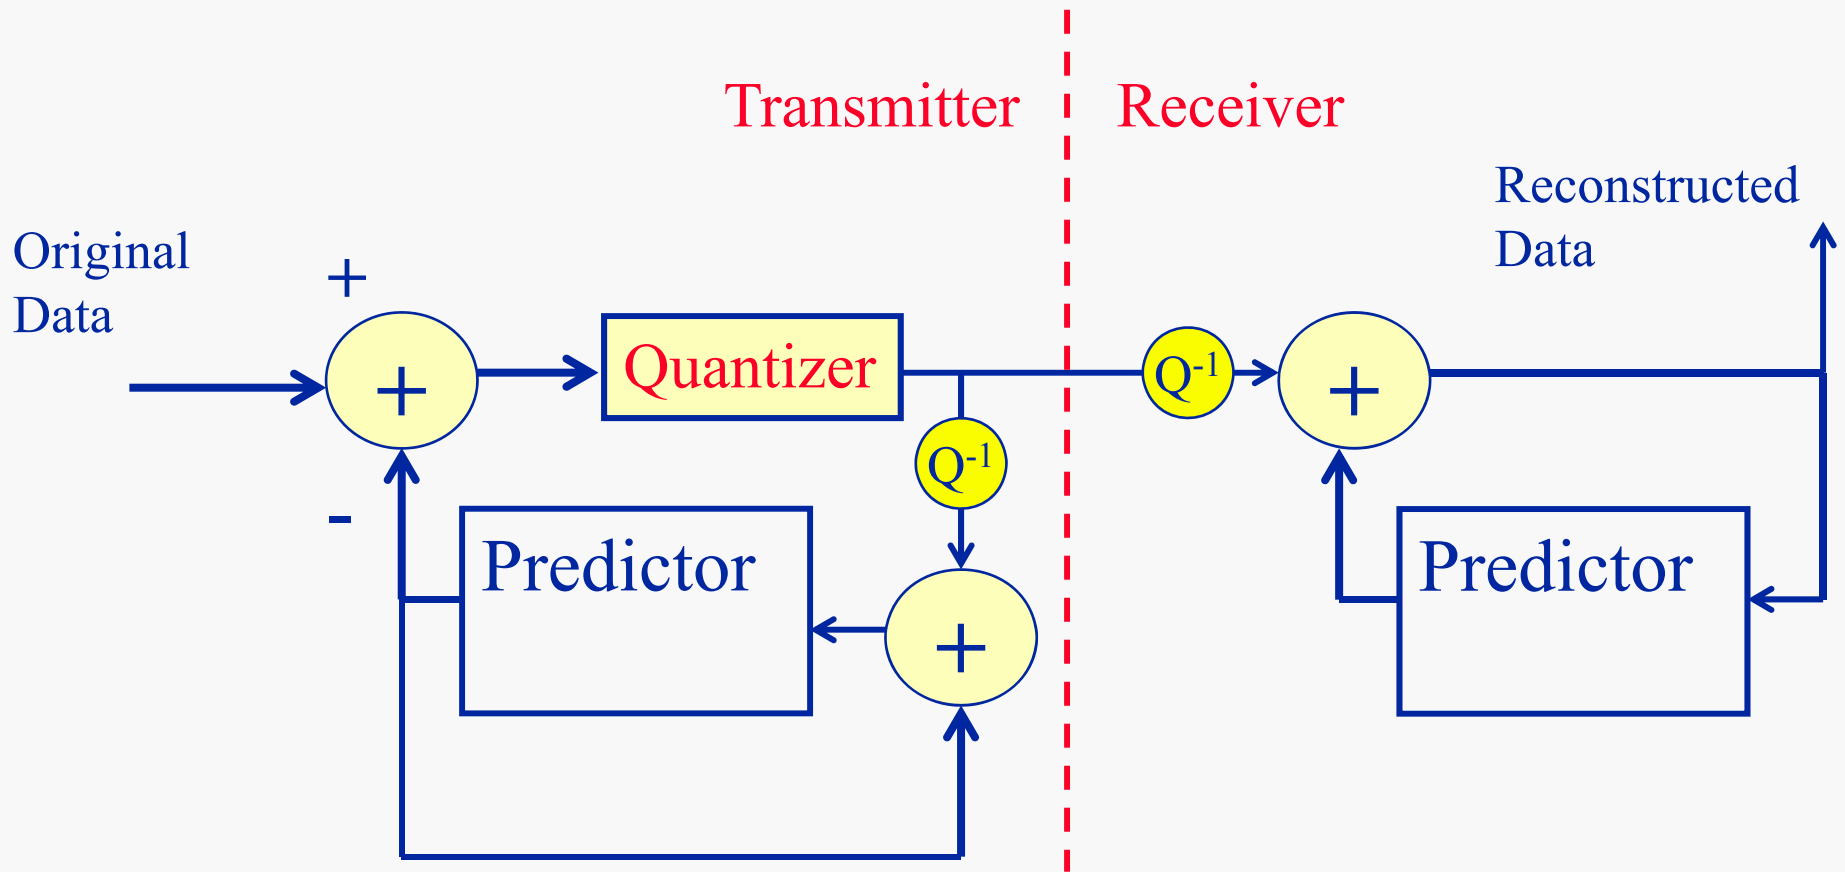 Transmitter
Receiver
Reconstructed
Data
Original
Data
+
+
Quantizer
Q-1
+
Q-1
-
Predictor
+
Predictor